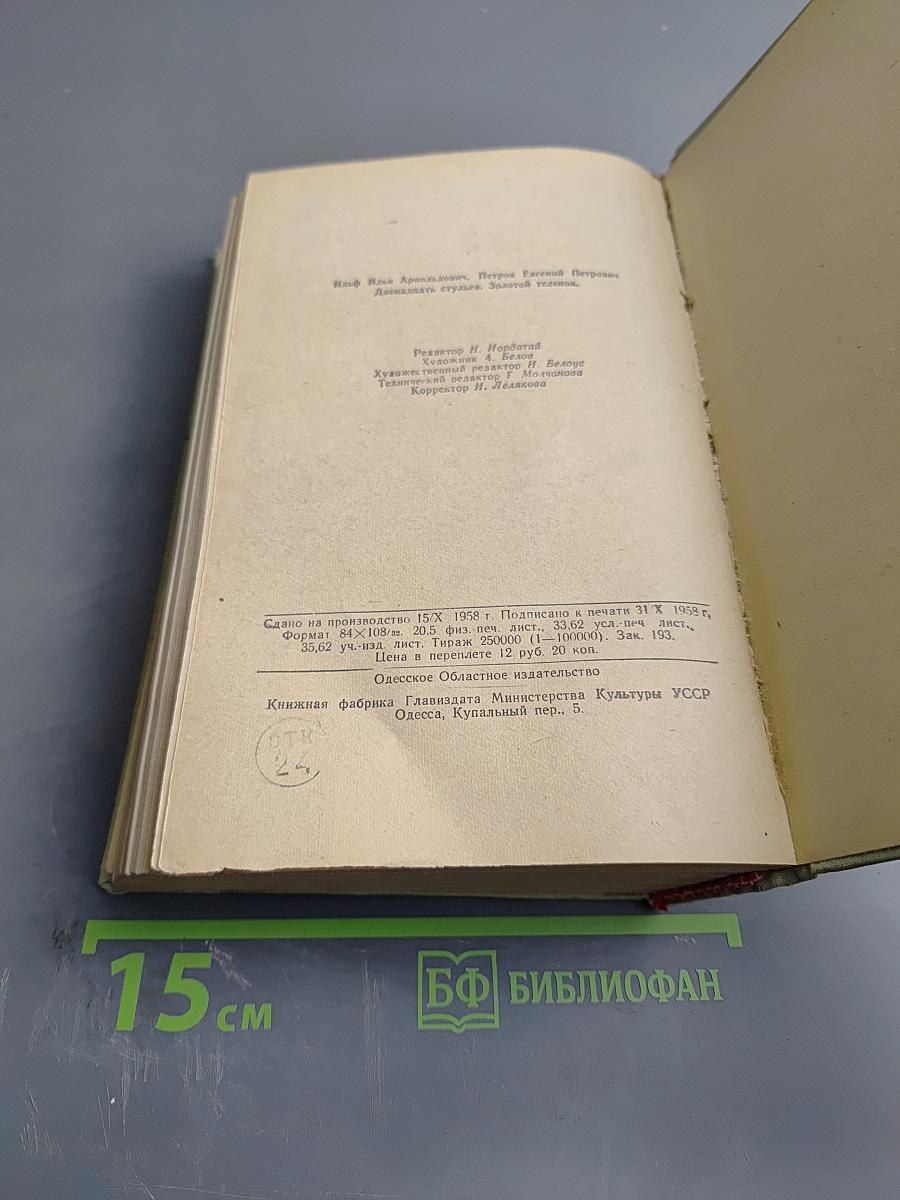 Ильф Илья Арнольдович, Петров Евгений Петрович
Двенадцать стульев. Золотой теленок.
Редактор Н. Иордатий
Художник А. Белов
Художественный редактор И. Белоус
Технический редактор Т. Молчанова
Корректор И. Лелякова
Сдано на производство 15/X 1958 г. Подписано к печати 31/X 1958 г.
Формат 84×108/32. 20,5 физ.-печ. лист., 33,62 усл.-печ лист.,
35,62 уч.-изд. лист. Тираж 250000 (1—100000). Зак. 193.
Цена в переплете 12 руб. 20 коп.
Одесское Областное издательство
Книжная фабрика Главиздата Министерства Культуры УССР
Одесса, Купальный пер., 5.
ОТК
24
15 см
БФ БИБЛИОФАН